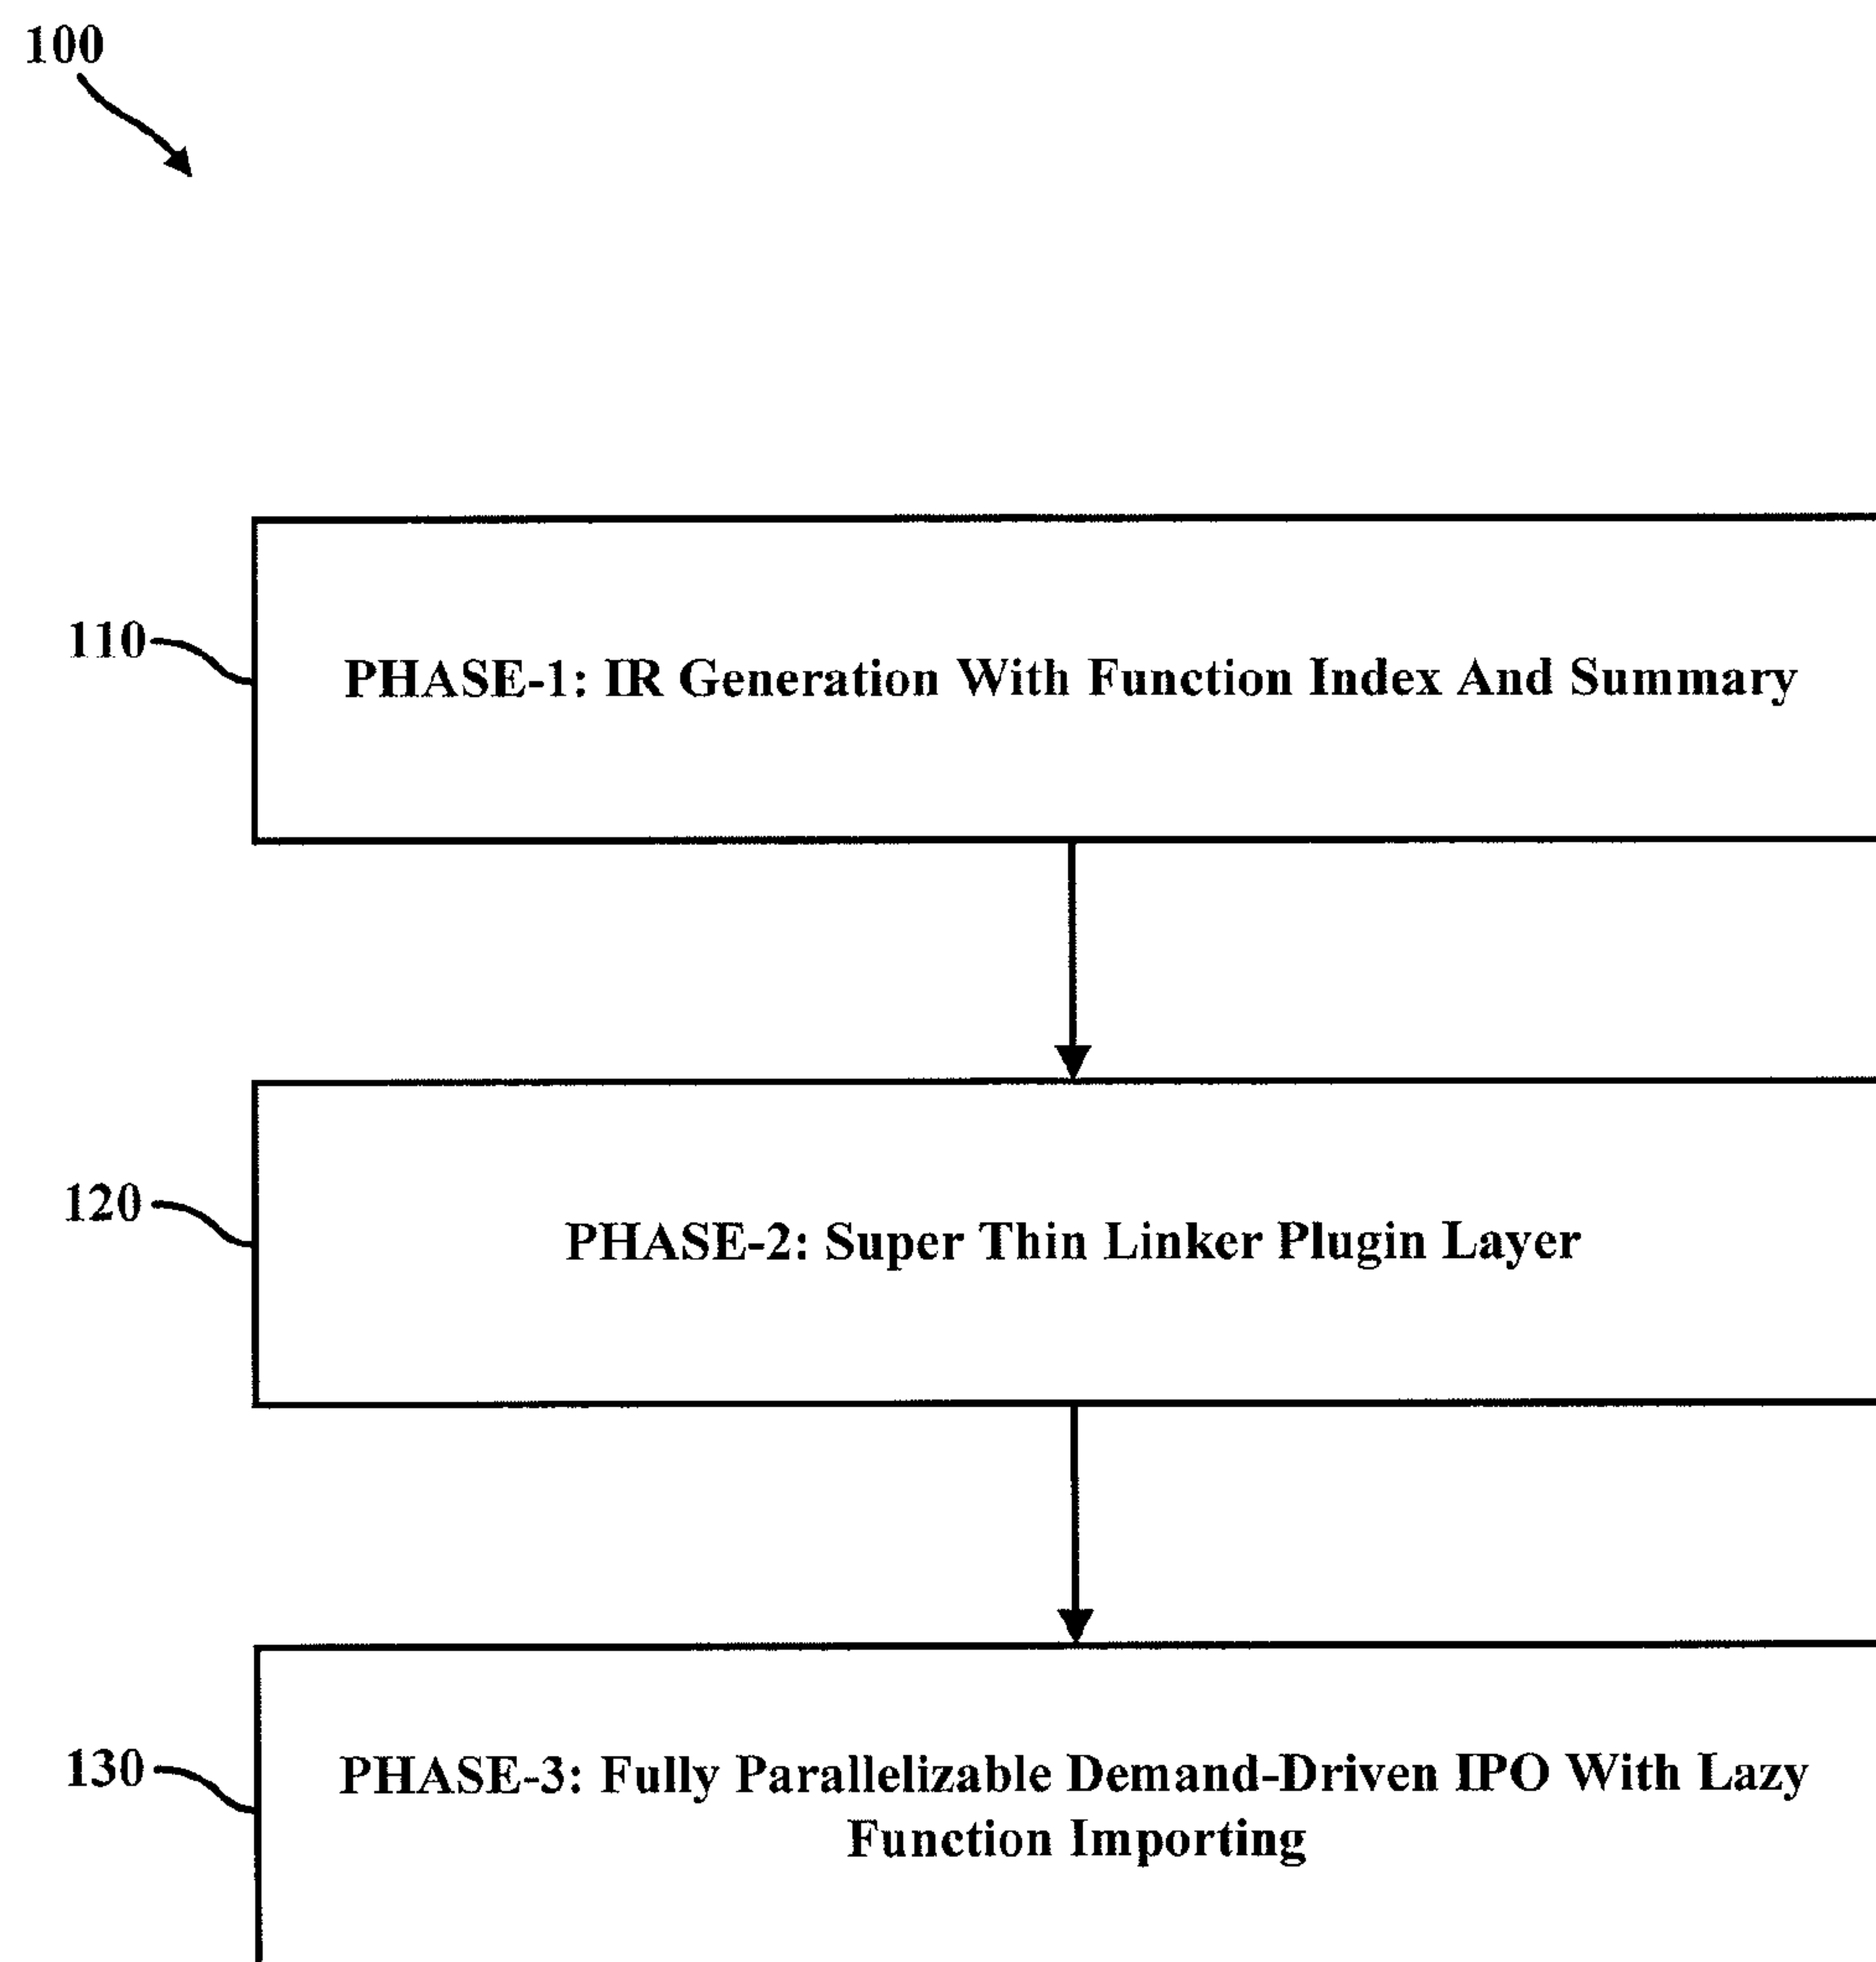 100
110
PHASE-1: IR Generation With Function Index And Summary
120
PHASE-2: Super Thin Linker Plugin Layer
130
PHASE-3: Fully Parallelizable Demand-Driven IPO With Lazy
Function Importing